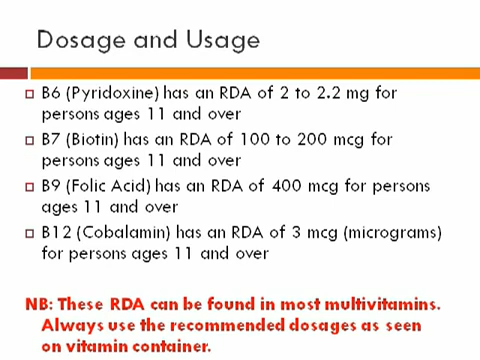 Dosage and Usage
B6 (Pyridoxine) has an RDA of 2 to 2.2 mg for
persons ages 11 and over
B7 (Biotin) has an RDA of 100 to 200 mcg for
persons ages 11 and over
B9 (Folic Acid) has an RDA of 400 mcg for persons
ages 11 and over
B12 (Cobalamin) has an RDA of 3 mcg (micrograms)
for persons ages 11 and over
NB: These RDA can be found in most multivitamins.
Always use the recommended dosages as seen
on vitamin container.